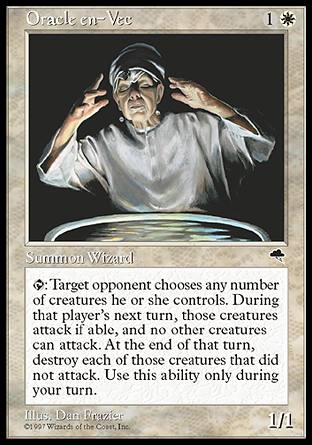 Oracle en-Vec 1
Summon Wizard
:Target opponent chooses any number
of creatures he or she controls. During
that player's next turn, those creatures
attack if able, and no other creatures
can attack. At the end of that turn,
destroy each of those creatures that did
not attack. Use this ability only during
your turn.
Illus. Dan Frazier
©1997 Wizards of the Coast, Inc.
1/1